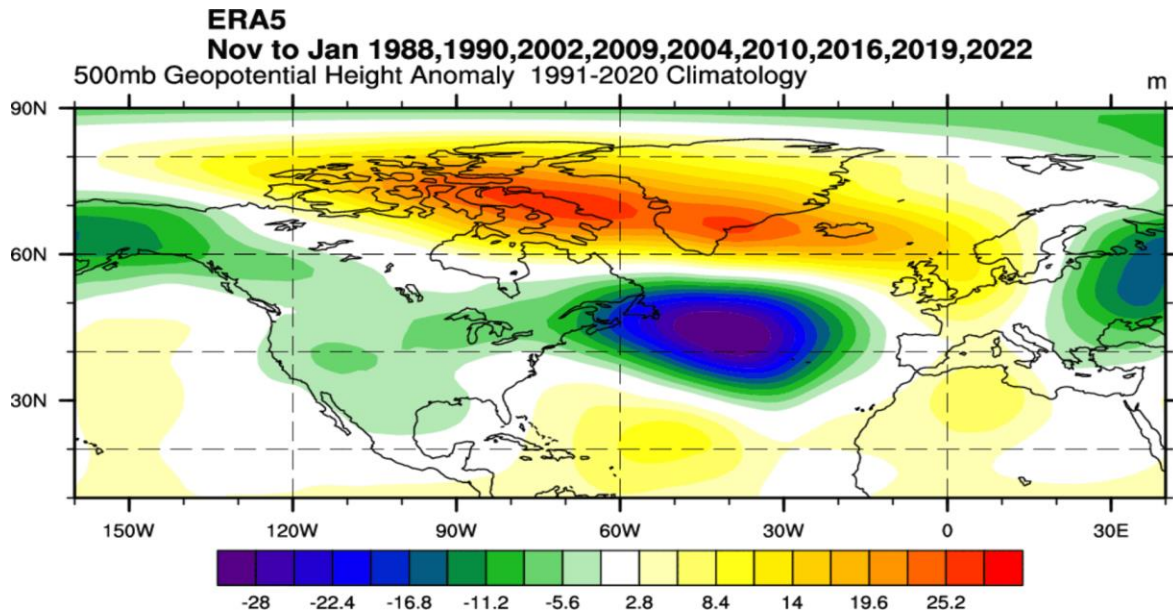 ERA5
Nov to Jan 1988,1990,2002,2009,2004,2010,2016,2019,2022
500mb Geopotential Height Anomaly 1991-2020 Climatology
m
90N
60N
30N
150W 120W 90W 60W 30W 0 30E
-28 -22.4 -16.8 -11.2 -5.6 2.8 8.4 14 19.6 25.2